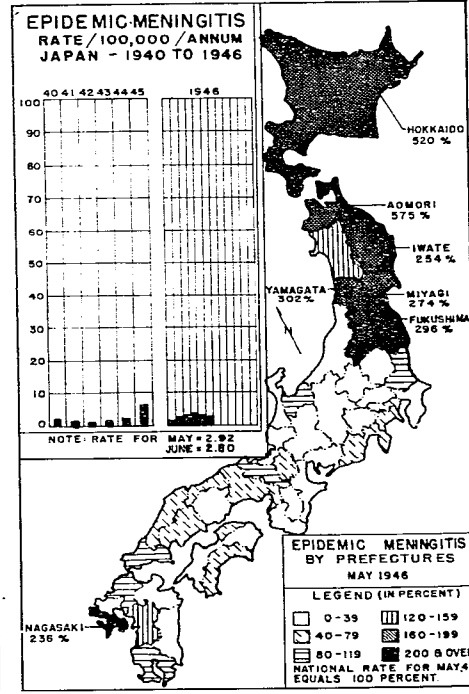 EPIDEMIC MENINGITIS
RATE/100,000/ANNUM
JAPAN - 1940 TO 1946
40 41 42 43 44 45 1946
100
90
80
70
60
50
40
30
20
10
0
NOTE: RATE FOR MAY = 2.92
JUNE = 2.80
HOKKAIDO
520 %
AOMORI
575 %
IWATE
254 %
YAMAGATA
302%
MIYAGI
274 %
FUKUSHIMA
296 %
N
NAGASAKI
236 %
EPIDEMIC MENINGITIS
BY PREFECTURES
MAY 1946
LEGEND (IN PERCENT)
0-39 120-159
40-79 160-199
80-119 200 & OVE
NATIONAL RATE FOR MAY,4
EQUALS 100 PERCENT.